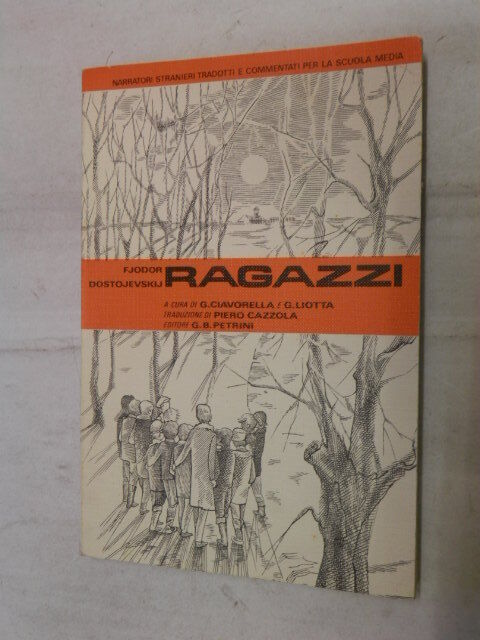 NARRATORI STRANIERI TRADOTTI E COMMENTATI PER LA SCUOLA MEDIA
FJODOR
DOSTOJEVSKIJ
RAGAZZI
A CURA DI G.CIAVORELLA E G.LIOTTA
TRADUZIONE DI PIERO CAZZOLA
EDITORE G.B.PETRINI